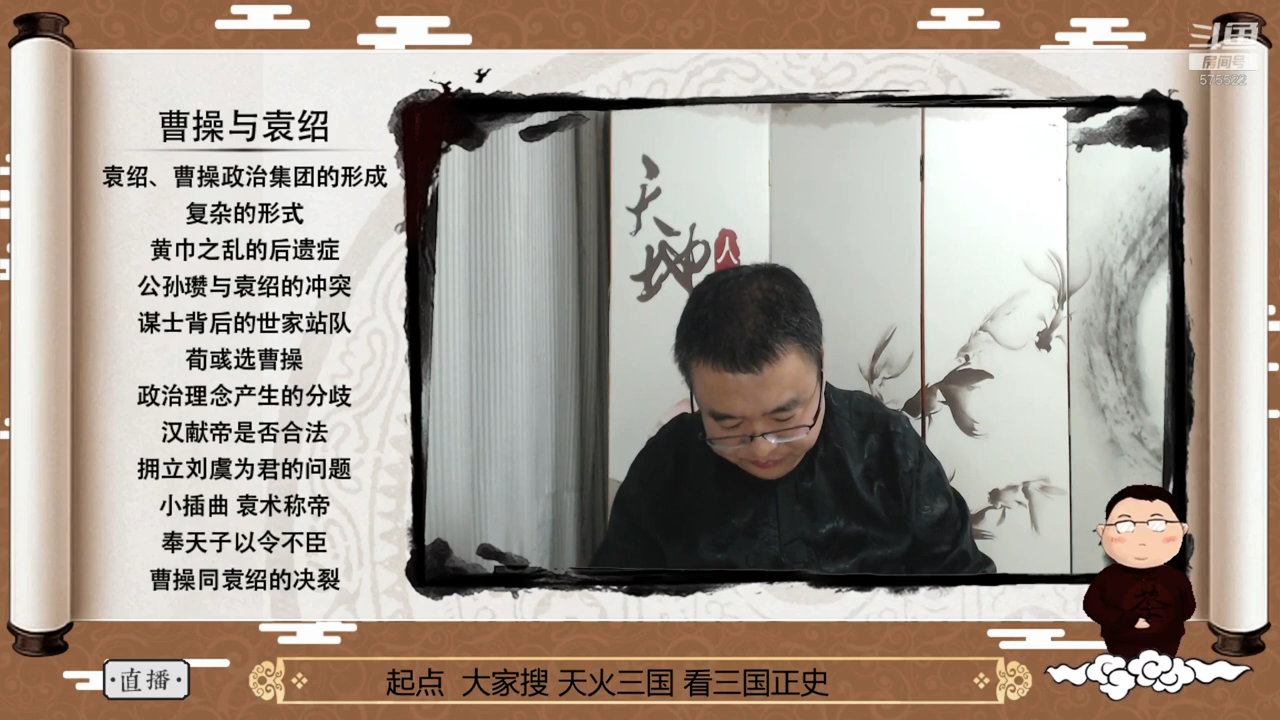 曹操与袁绍
袁绍、曹操政治集团的形成
复杂的形式
黄巾之乱的后遗症
公孙瓒与袁绍的冲突
谋士背后的世家站队
荀彧选曹操
政治理念产生的分歧
汉献帝是否合法
拥立刘虞为君的问题
小插曲 袁术称帝
奉天子以令不臣
曹操同袁绍的决裂
天地
人
斗鱼
房间号
茶
·直播·
起点 大家搜 天火三国 看三国正史